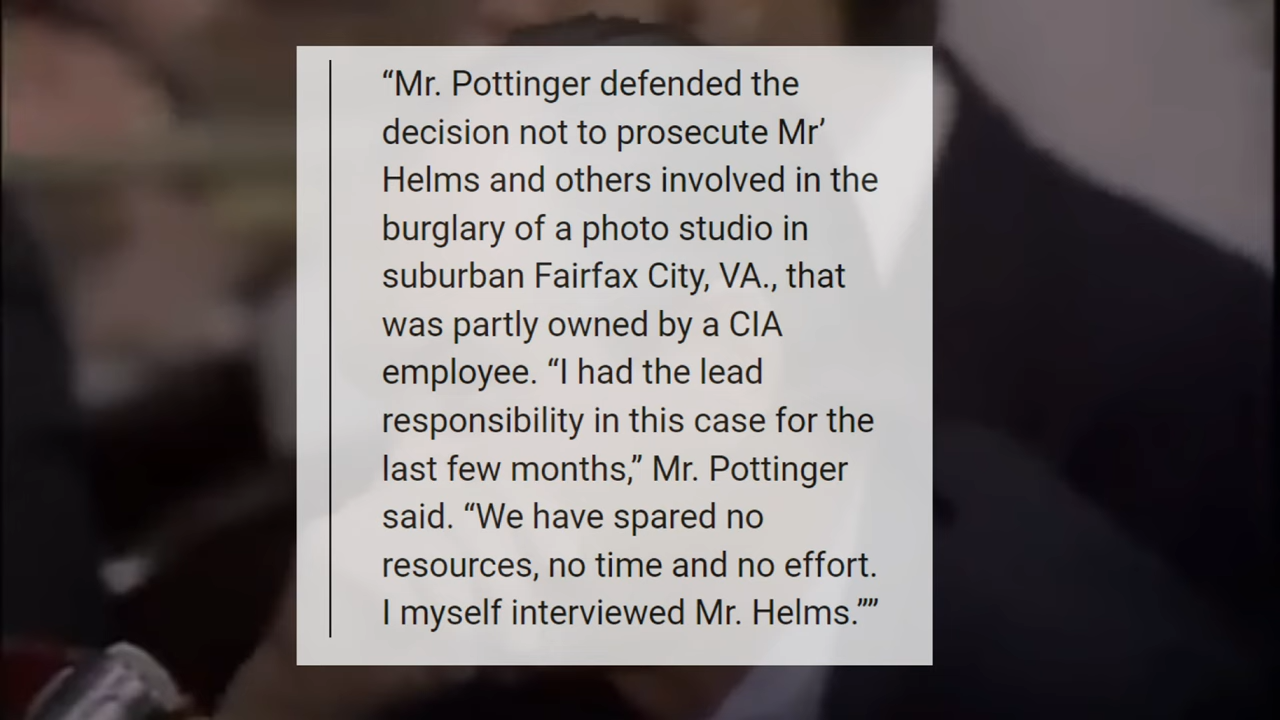 “Mr. Pottinger defended the
decision not to prosecute Mr’
Helms and others involved in the
burglary of a photo studio in
suburban Fairfax City, VA., that
was partly owned by a CIA
employee. “I had the lead
responsibility in this case for the
last few months,” Mr. Pottinger
said. “We have spared no
resources, no time and no effort.
I myself interviewed Mr. Helms.””